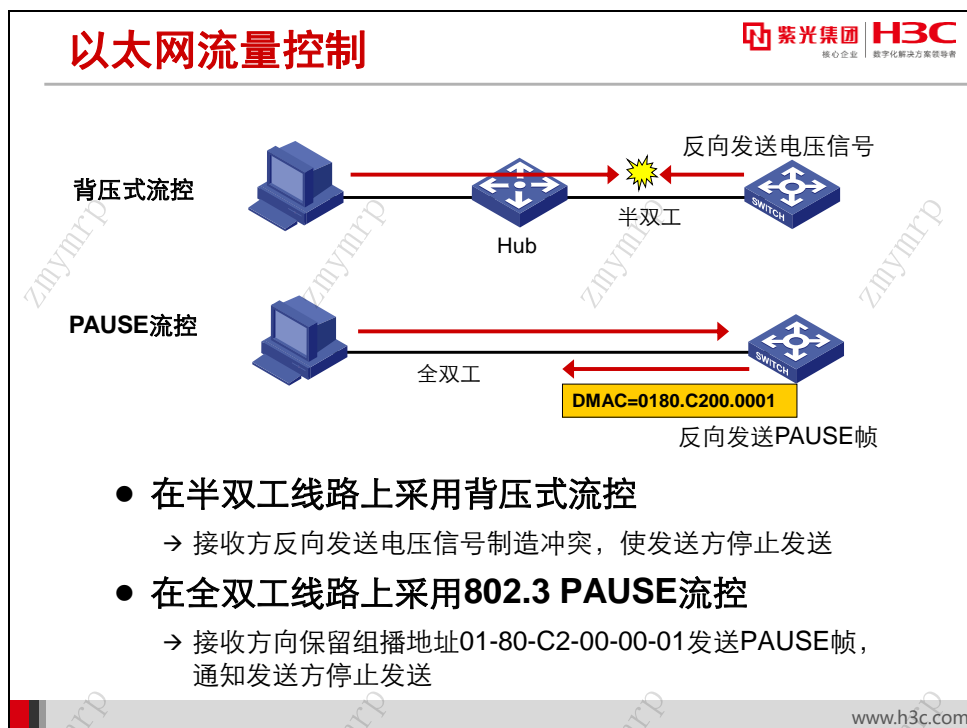 以太网流量控制
紫光集团
核心企业
H3C
数字化解决方案领导者
反向发送电压信号
背压式流控
SWITCH
半双工
Hub
zmymrp
zmymrp
zmymrp
zmymrp
PAUSE流控
SWITCH
全双工
DMAC=0180.C200.0001
反向发送PAUSE帧
● 在半双工线路上采用背压式流控
→ 接收方反向发送电压信号制造冲突，使发送方停止发送
● 在全双工线路上采用802.3 PAUSE流控
→ 接收方向保留组播地址01-80-C2-00-00-01发送PAUSE帧，
通知发送方停止发送
www.h3c.com